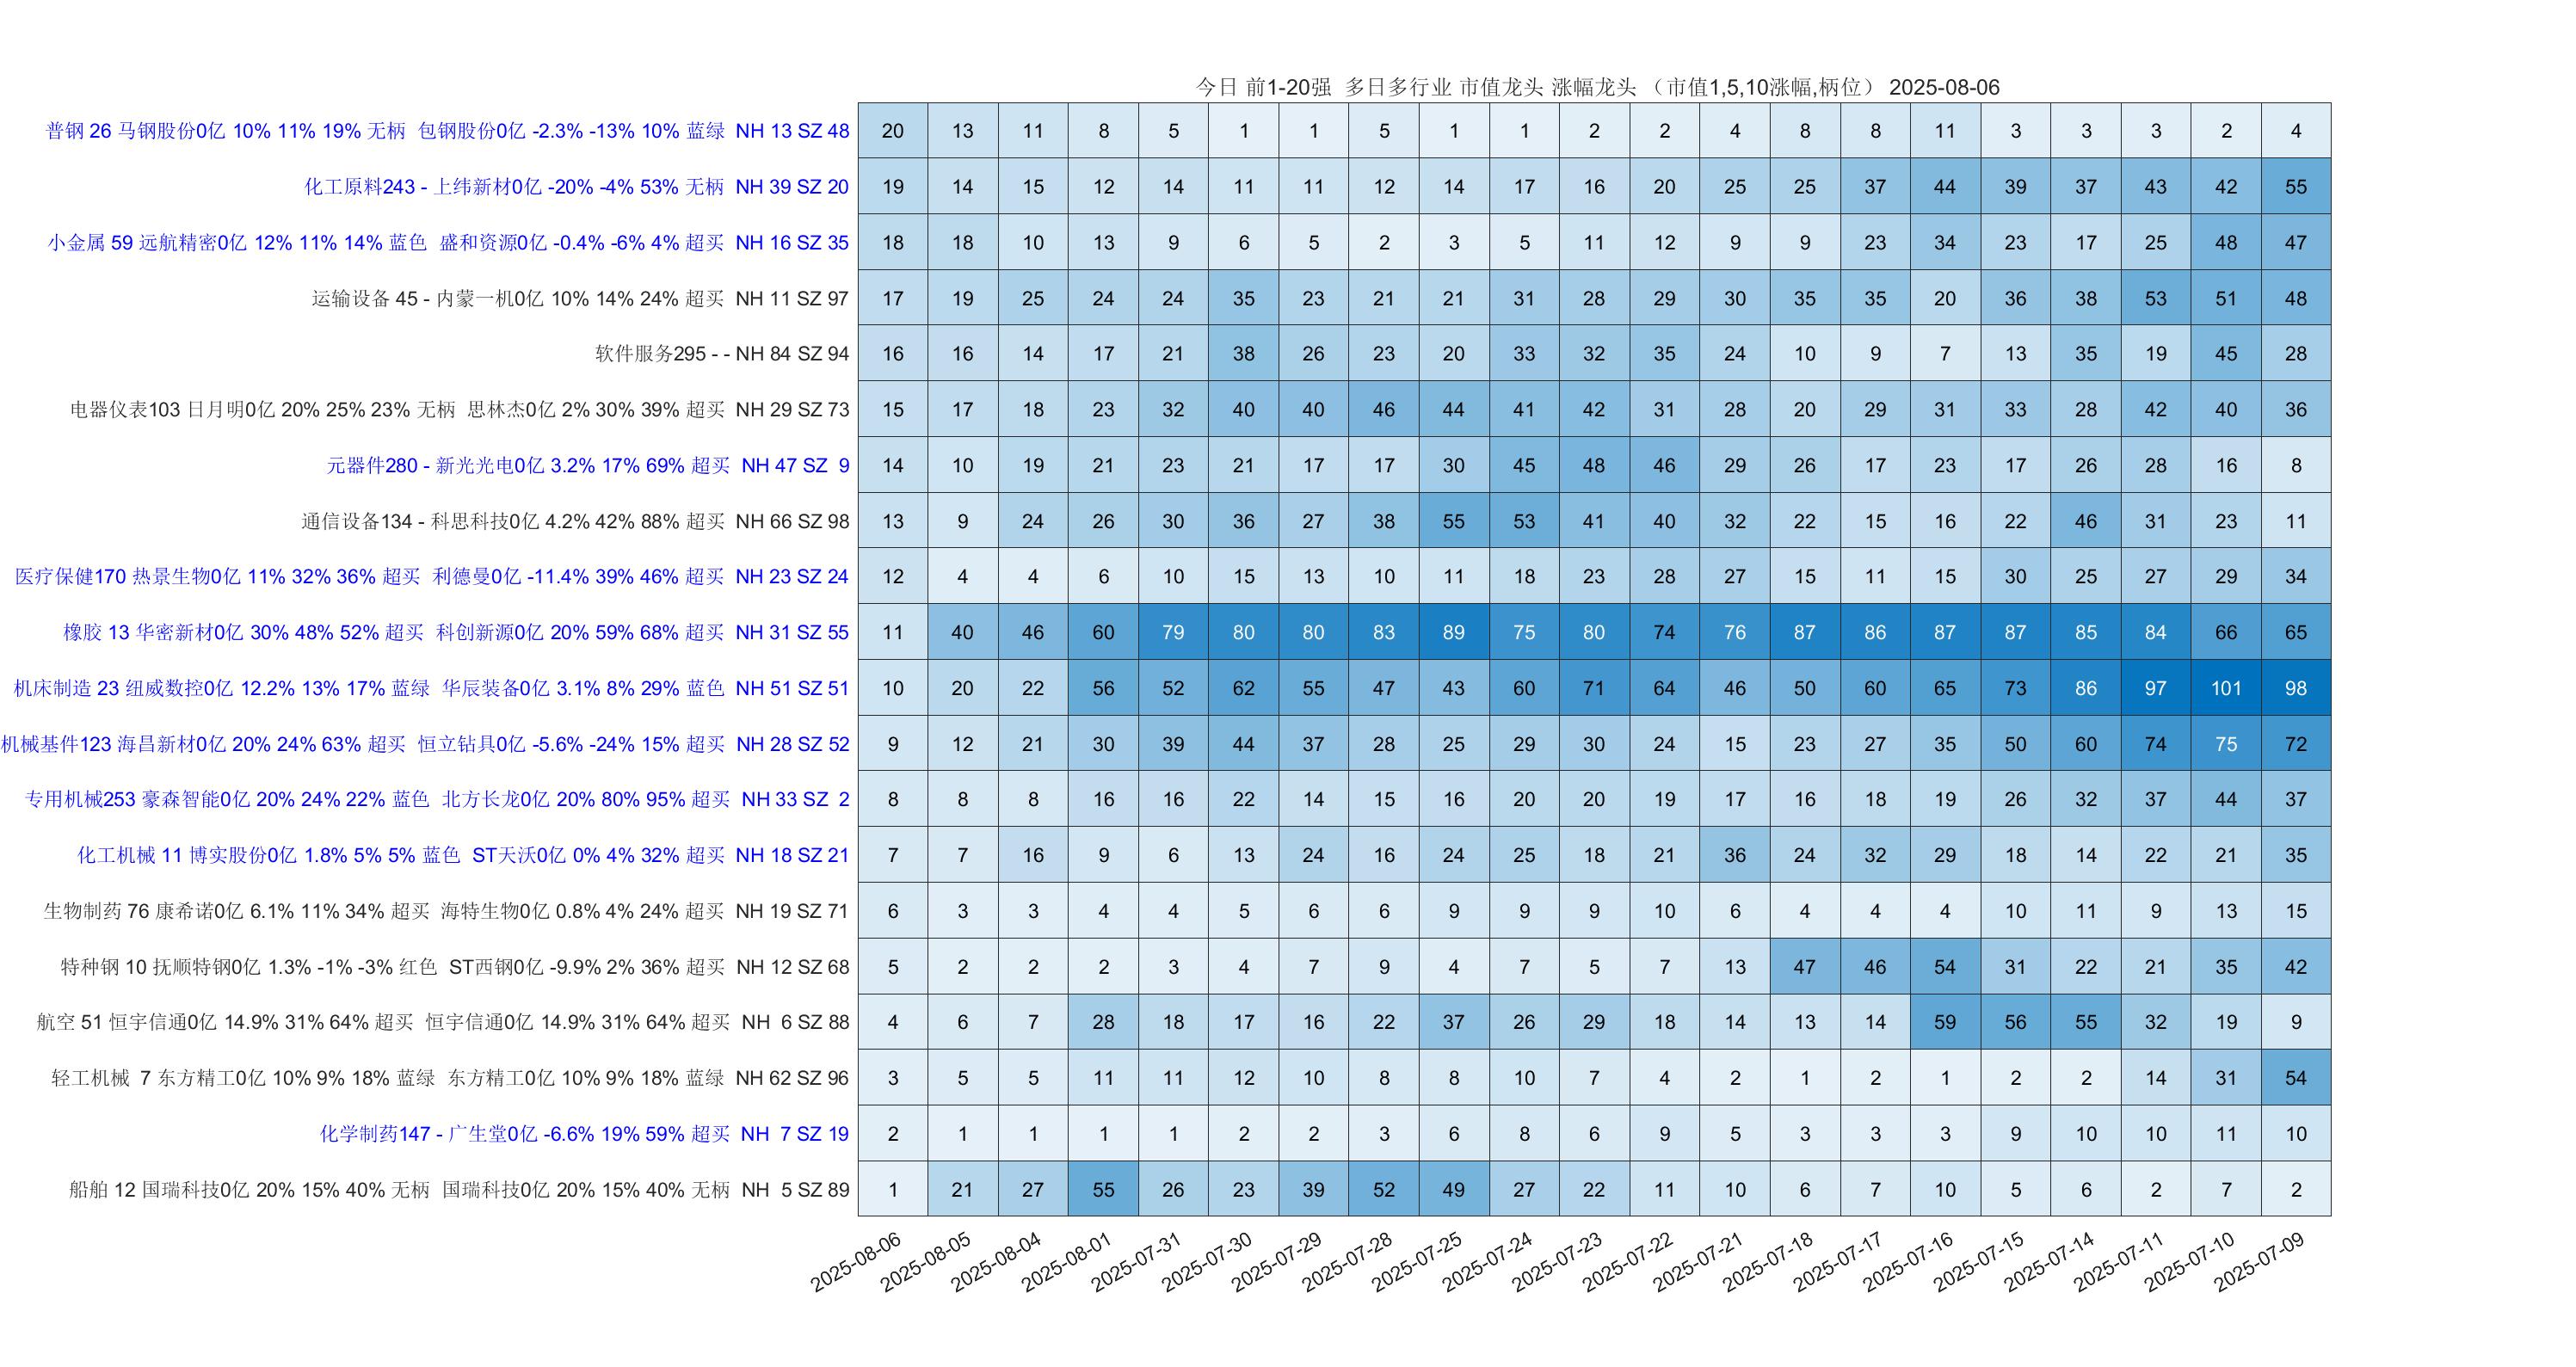 今日 前1-20强 多日多行业 市值龙头 涨幅龙头 （市值1,5,10涨幅,柄位） 2025-08-06
普钢 26 马钢股份0亿 10% 11% 19% 无柄 包钢股份0亿 -2.3% -13% 10% 蓝绿 NH 13 SZ 48 20 13 11 8 5 1 1 5 1 1 2 2 4 8 8 11 3 3 3 2 4
化工原料243 - 上纬新材0亿 -20% -4% 53% 无柄 NH 39 SZ 20 19 14 15 12 14 11 11 12 14 17 16 20 25 25 37 44 39 37 43 42 55
小金属 59 远航精密0亿 12% 11% 14% 蓝色 盛和资源0亿 -0.4% -6% 4% 超买 NH 16 SZ 35 18 18 10 13 9 6 5 2 3 5 11 12 9 9 23 34 23 17 25 48 47
运输设备 45 - 内蒙一机0亿 10% 14% 24% 超买 NH 11 SZ 97 17 19 25 24 24 35 23 21 21 31 28 29 30 35 35 20 36 38 53 51 48
软件服务295 - - NH 84 SZ 94 16 16 14 17 21 38 26 23 20 33 32 35 24 10 9 7 13 35 19 45 28
电器仪表103 日月明0亿 20% 25% 23% 无柄 思林杰0亿 2% 30% 39% 超买 NH 29 SZ 73 15 17 18 23 32 40 40 46 44 41 42 31 28 20 29 31 33 28 42 40 36
元器件280 - 新光光电0亿 3.2% 17% 69% 超买 NH 47 SZ 9 14 10 19 21 23 21 17 17 30 45 48 46 29 26 17 23 17 26 28 16 8
通信设备134 - 科思科技0亿 4.2% 42% 88% 超买 NH 66 SZ 98 13 9 24 26 30 36 27 38 55 53 41 40 32 22 15 16 22 46 31 23 11
医疗保健170 热景生物0亿 11% 32% 36% 超买 利德曼0亿 -11.4% 39% 46% 超买 NH 23 SZ 24 12 4 4 6 10 15 13 10 11 18 23 28 27 15 11 15 30 25 27 29 34
橡胶 13 华密新材0亿 30% 48% 52% 超买 科创新源0亿 20% 59% 68% 超买 NH 31 SZ 55 11 40 46 60 79 80 80 83 89 75 80 74 76 87 86 87 87 85 84 66 65
机床制造 23 纽威数控0亿 12.2% 13% 17% 蓝绿 华辰装备0亿 3.1% 8% 29% 蓝色 NH 51 SZ 51 10 20 22 56 52 62 55 47 43 60 71 64 46 50 60 65 73 86 97 101 98
机械基件123 海昌新材0亿 20% 24% 63% 超买 恒立钻具0亿 -5.6% -24% 15% 超买 NH 28 SZ 52 9 12 21 30 39 44 37 28 25 29 30 24 15 23 27 35 50 60 74 75 72
专用机械253 豪森智能0亿 20% 24% 22% 蓝色 北方长龙0亿 20% 80% 95% 超买 NH 33 SZ 2 8 8 8 16 16 22 14 15 16 20 20 19 17 16 18 19 26 32 37 44 37
化工机械 11 博实股份0亿 1.8% 5% 5% 蓝色 ST天沃0亿 0% 4% 32% 超买 NH 18 SZ 21 7 7 16 9 6 13 24 16 24 25 18 21 36 24 32 29 18 14 22 21 35
生物制药 76 康希诺0亿 6.1% 11% 34% 超买 海特生物0亿 0.8% 4% 24% 超买 NH 19 SZ 71 6 3 3 4 4 5 6 6 9 9 9 10 6 4 4 4 10 11 9 13 15
特种钢 10 抚顺特钢0亿 1.3% -1% -3% 红色 ST西钢0亿 -9.9% 2% 36% 超买 NH 12 SZ 68 5 2 2 2 3 4 7 9 4 7 5 7 13 47 46 54 31 22 21 35 42
航空 51 恒宇信通0亿 14.9% 31% 64% 超买 恒宇信通0亿 14.9% 31% 64% 超买 NH 6 SZ 88 4 6 7 28 18 17 16 22 37 26 29 18 14 13 14 59 56 55 32 19 9
轻工机械 7 东方精工0亿 10% 9% 18% 蓝绿 东方精工0亿 10% 9% 18% 蓝绿 NH 62 SZ 96 3 5 5 11 11 12 10 8 8 10 7 4 2 1 2 1 2 2 14 31 54
化学制药147 - 广生堂0亿 -6.6% 19% 59% 超买 NH 7 SZ 19 2 1 1 1 1 2 2 3 6 8 6 9 5 3 3 3 9 10 10 11 10
船舶 12 国瑞科技0亿 20% 15% 40% 无柄 国瑞科技0亿 20% 15% 40% 无柄 NH 5 SZ 89 1 21 27 55 26 23 39 52 49 27 22 11 10 6 7 10 5 6 2 7 2
2025-08-06 2025-08-05 2025-08-04 2025-08-01 2025-07-31 2025-07-30 2025-07-29 2025-07-28 2025-07-25 2025-07-24 2025-07-23 2025-07-22 2025-07-21 2025-07-18 2025-07-17 2025-07-16 2025-07-15 2025-07-14 2025-07-11 2025-07-10 2025-07-09